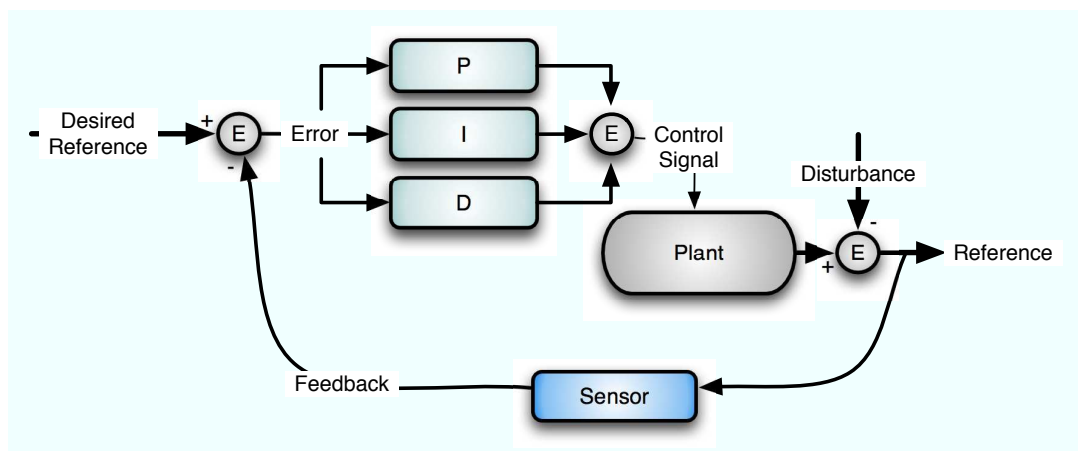 P
Desired
Reference
+
E
-
Error
I
E
Control
Signal
D
Disturbance
-
Plant
+
E
Reference
Feedback
Sensor